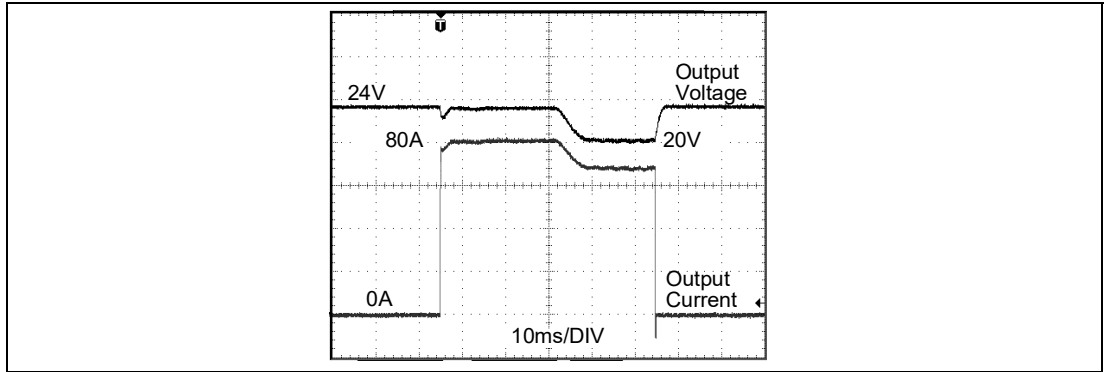 T
Output
Voltage
24V
80A
20V
Output
Current
0A
10ms/DIV